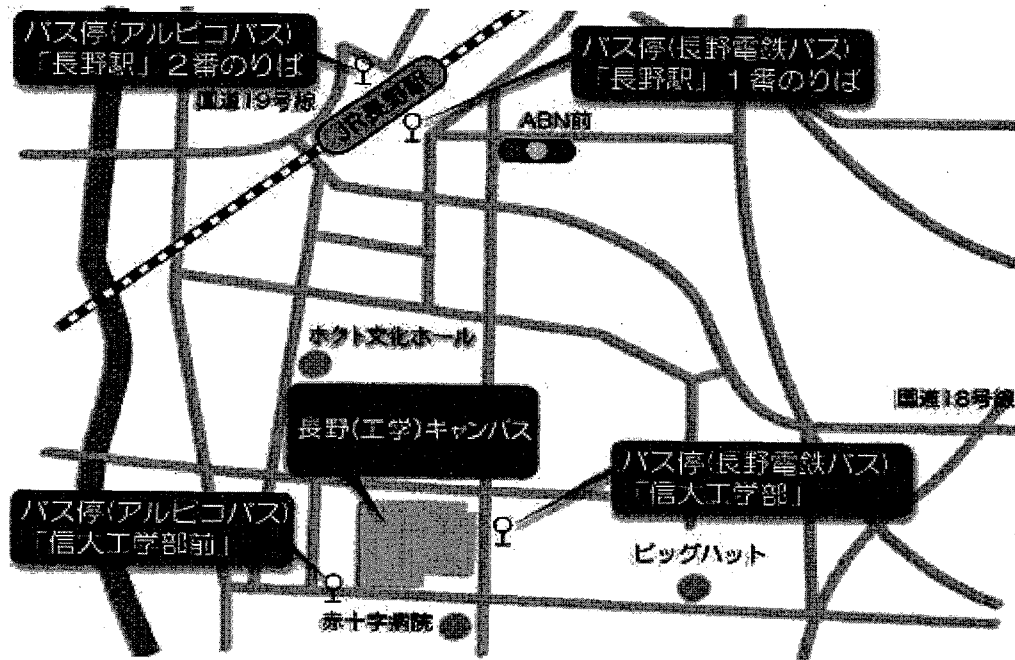 バス停(アルピコバス)
「長野駅」2番のりば
バス停(長野電鉄バス)
「長野駅」1番のりば
国道19号線
JR長野駅
ABN前
ホクト文化ホール
長野(工学)キャンパス
国道18号線
バス停(長野電鉄バス)
「信大工学部」
バス停(アルピコバス)
「信大工学部前」
ビッグハット
赤十字病院